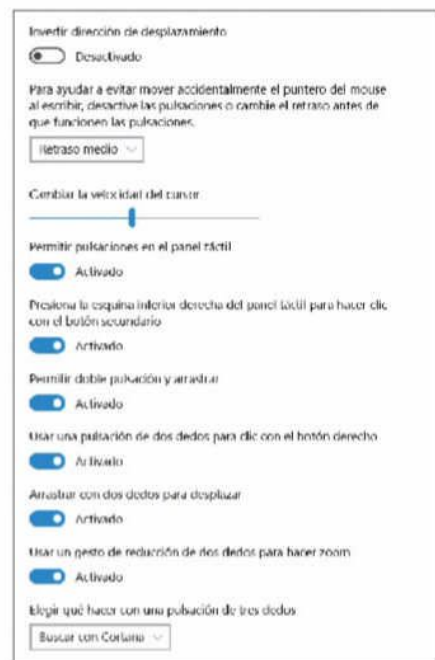 Invertir dirección de desplazamiento
Desactivado
Para ayudar a evitar mover accidentalmente el puntero del mouse
al escribir, desactive las pulsaciones o cambie el retraso antes de
que funcionen las pulsaciones.
Retraso medio
Cambiar la velocidad del cursor
Permitir pulsaciones en el panel táctil
Activado
Presiona la esquina inferior derecha del panel táctil para hacer clic
con el botón secundario
Activado
Permitir doble pulsación y arrastrar
Activado
Usar una pulsación de dos dedos para clic con el botón derecho
Activado
Arrastrar con dos dedos para desplazar
Activado
Usar un gesto de reducción de dos dedos para hacer zoom
Activado
Elegir qué hacer con una pulsación de tres dedos
Buscar con Cortana